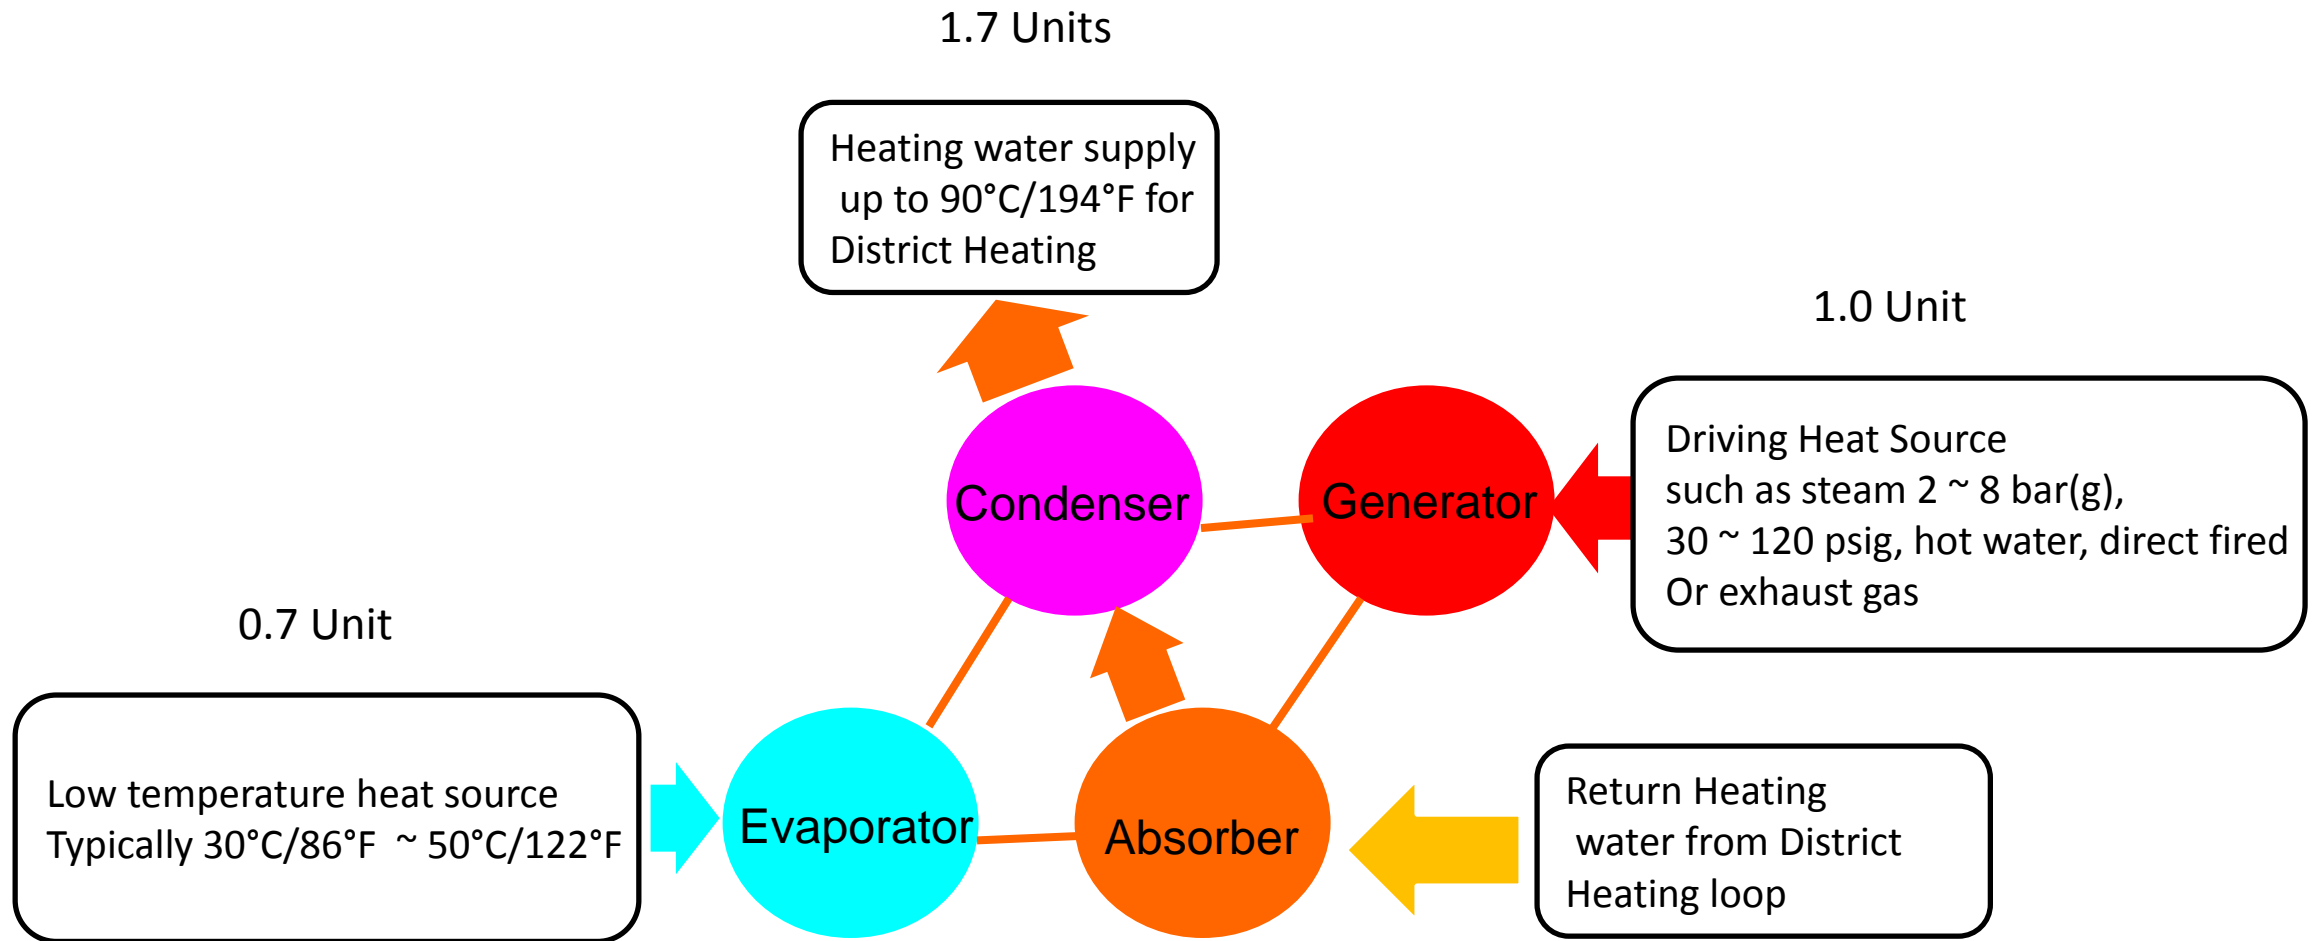 1.7 Units
Heating water supply
up to 90°C/194°F for
District Heating
1.0 Unit
Driving Heat Source
such as steam 2 ~ 8 bar(g),
30 ~ 120 psig, hot water, direct fired
Or exhaust gas
Condenser
Generator
0.7 Unit
Low temperature heat source
Typically 30°C/86°F ~ 50°C/122°F
Evaporator
Absorber
Return Heating
water from District
Heating loop